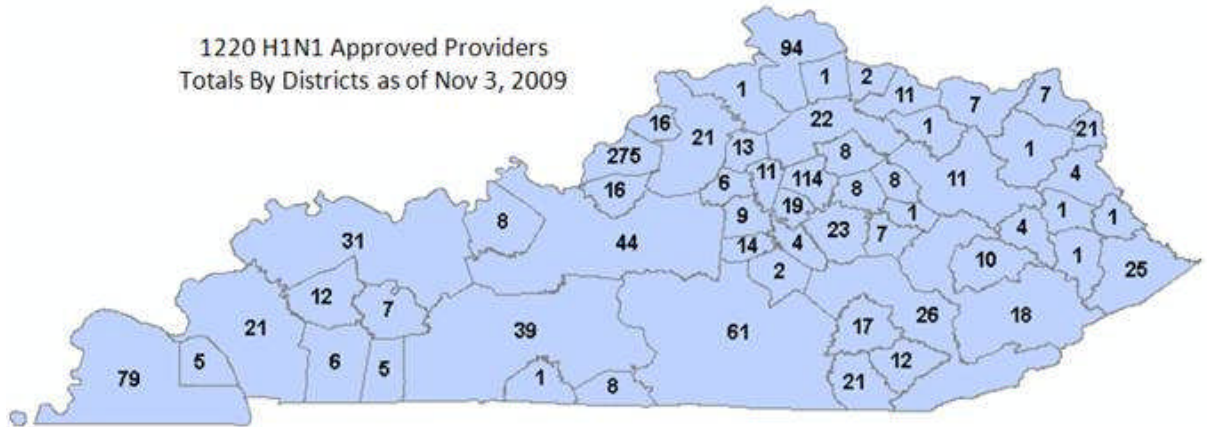 1220 H1N1 Approved Providers
Totals By Districts as of Nov 3, 2009
94
1 1 2
11 7 7
16 21 22 1 21
275 13 8 1
16 6 11 114 8 8 11 4
19
8 9 23 1 1 1
31 44 14 4 7 4
2 10 1 25
12 7
21 39 61 17 26 18
79 5 6 5 12
1 8 21